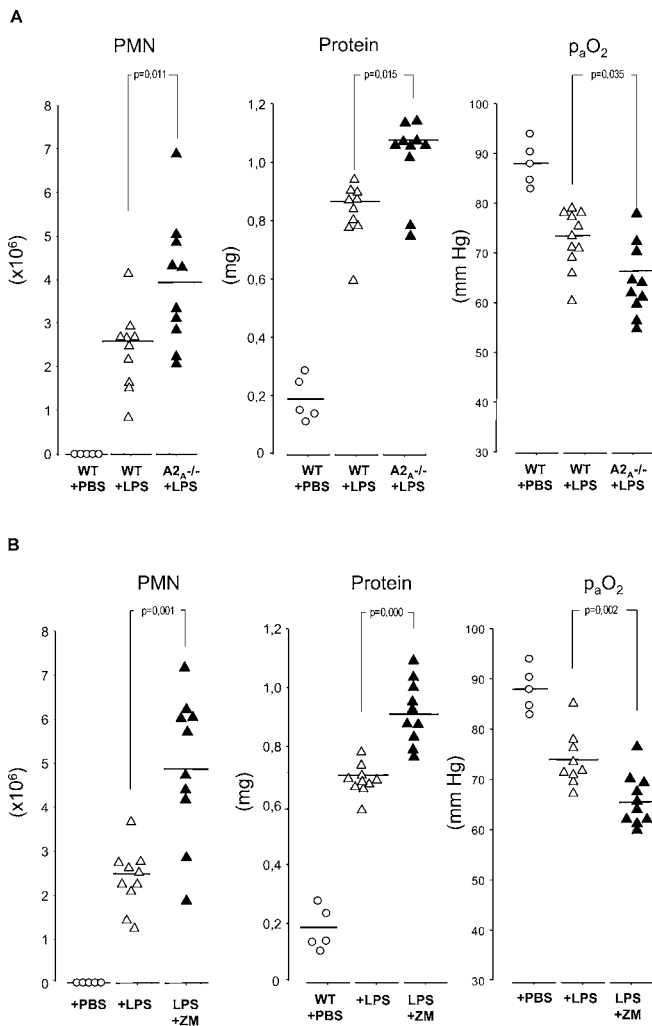 A
PMN
Protein
pₐO₂
p=0,011
p=0,015
p=0,035
8
7
6
5
4
3
2
1
0
(x10⁶)
1,2
1,0
0,8
0,6
0,4
0,2
0
(mg)
100
90
80
70
60
50
40
30
(mm Hg)
WT WT A2ₐ-/-
+PBS +LPS +LPS
WT WT A2ₐ-/-
+PBS +LPS +LPS
WT WT A2ₐ-/-
+PBS +LPS +LPS
B
PMN
Protein
pₐO₂
p=0,001
p=0,000
p=0,002
8
7
6
5
4
3
2
1
0
(x10⁶)
1,2
1,0
0,8
0,6
0,4
0,2
0
(mg)
100
90
80
70
60
50
40
30
(mm Hg)
+PBS +LPS LPS
+ZM
WT +LPS LPS
+PBS +ZM
+PBS +LPS LPS
+ZM